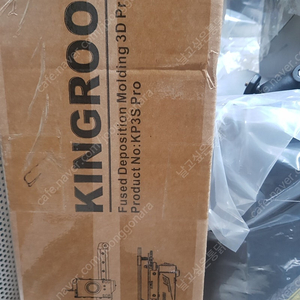 KINGROO
Fused Deposition Molding 3D Pr
Product No:KP3S Pro